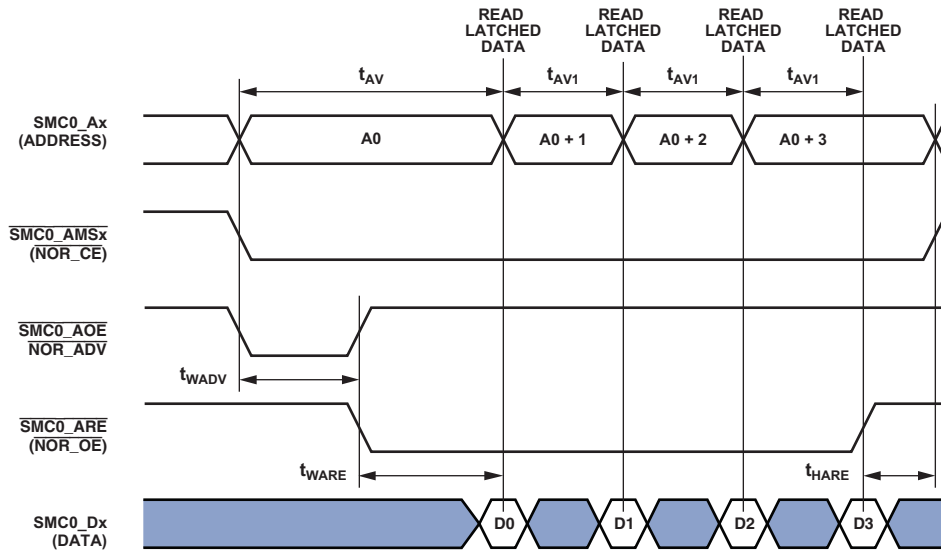 READ LATCHED DATA
READ LATCHED DATA
READ LATCHED DATA
READ LATCHED DATA
tAV
tAV1
tAV1
tAV1
SMC0_Ax
(ADDRESS)
A0
A0 + 1
A0 + 2
A0 + 3
SMC0_AMSx
(NOR_CE)
SMC0_AOE
NOR_ADV
tWADV
SMC0_ARE
(NOR_OE)
tWARE
tHARE
SMC0_Dx
(DATA)
D0
D1
D2
D3